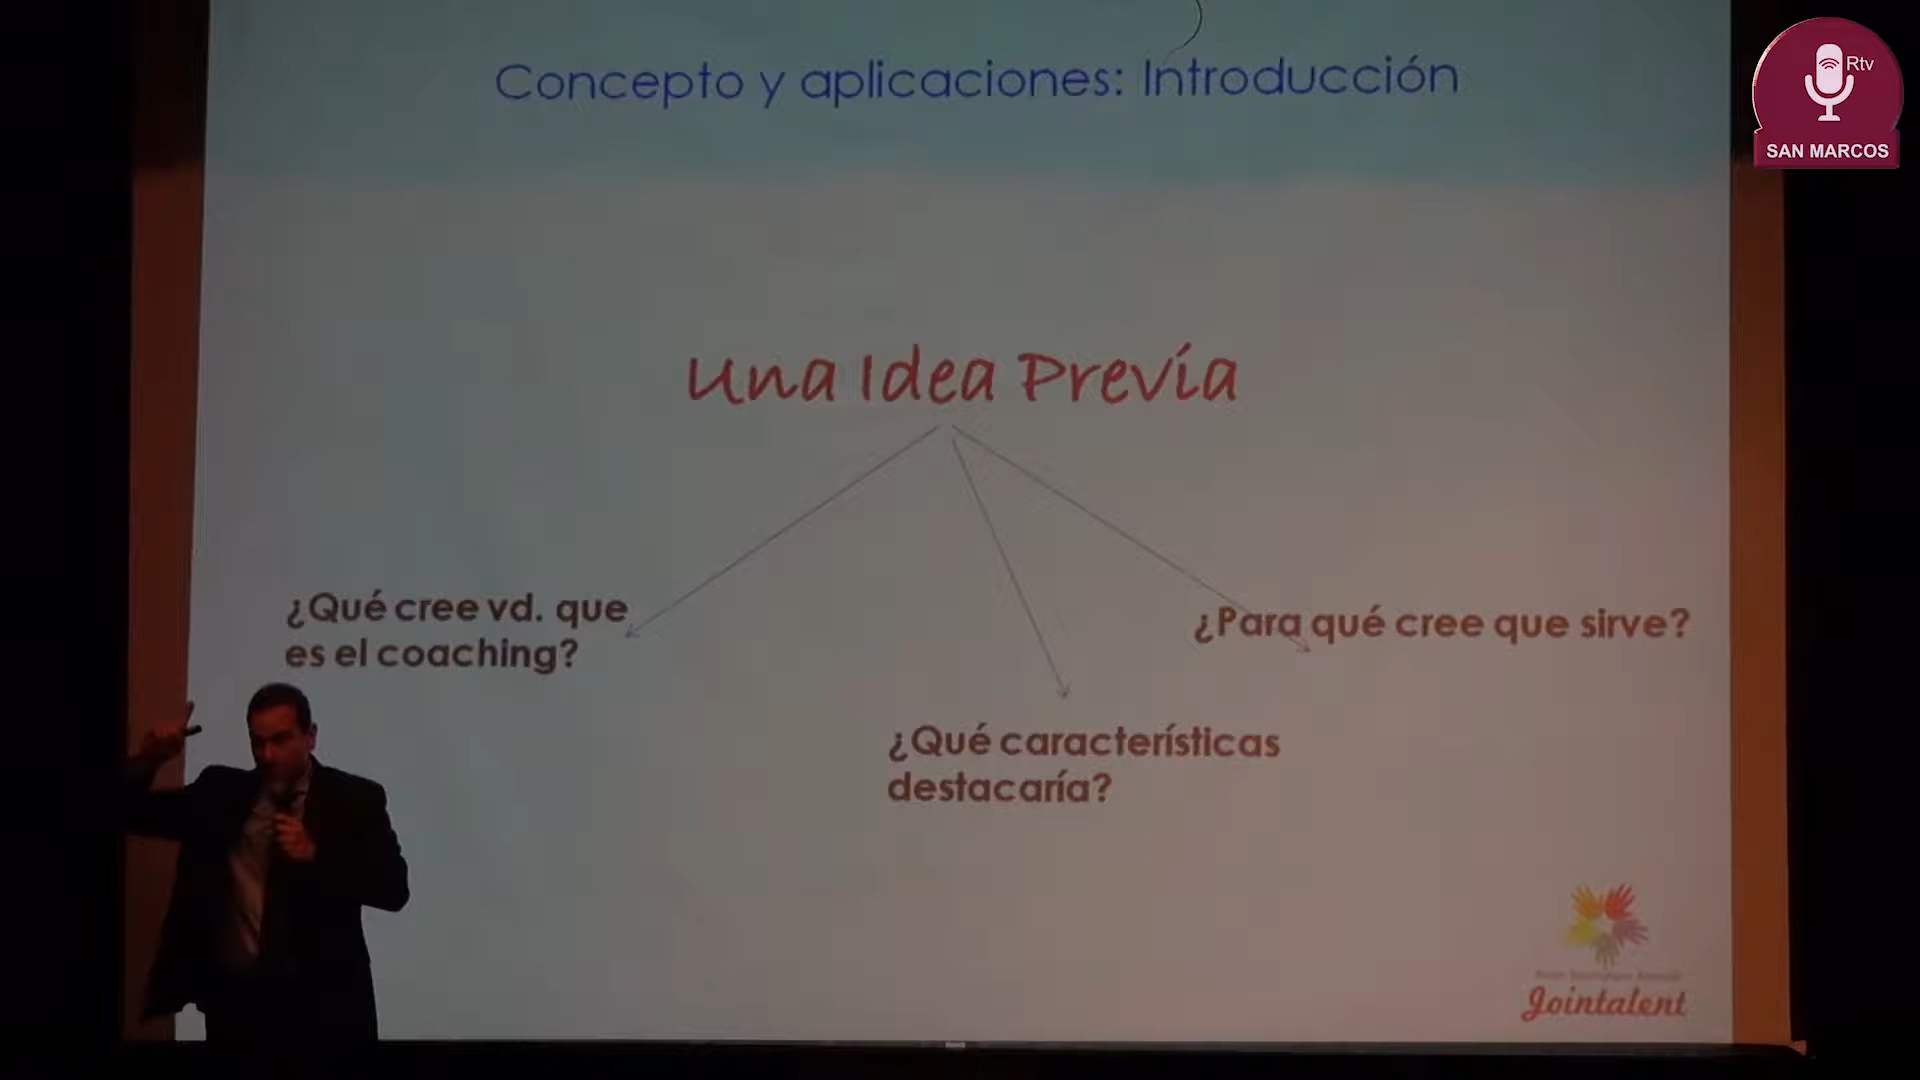 Concepto y aplicaciones: Introducción
Rtv
SAN MARCOS
Una Idea Previa
¿Qué cree vd. que
es el coaching?
¿Para qué cree que sirve?
¿Qué características
destacaría?
Jointalent